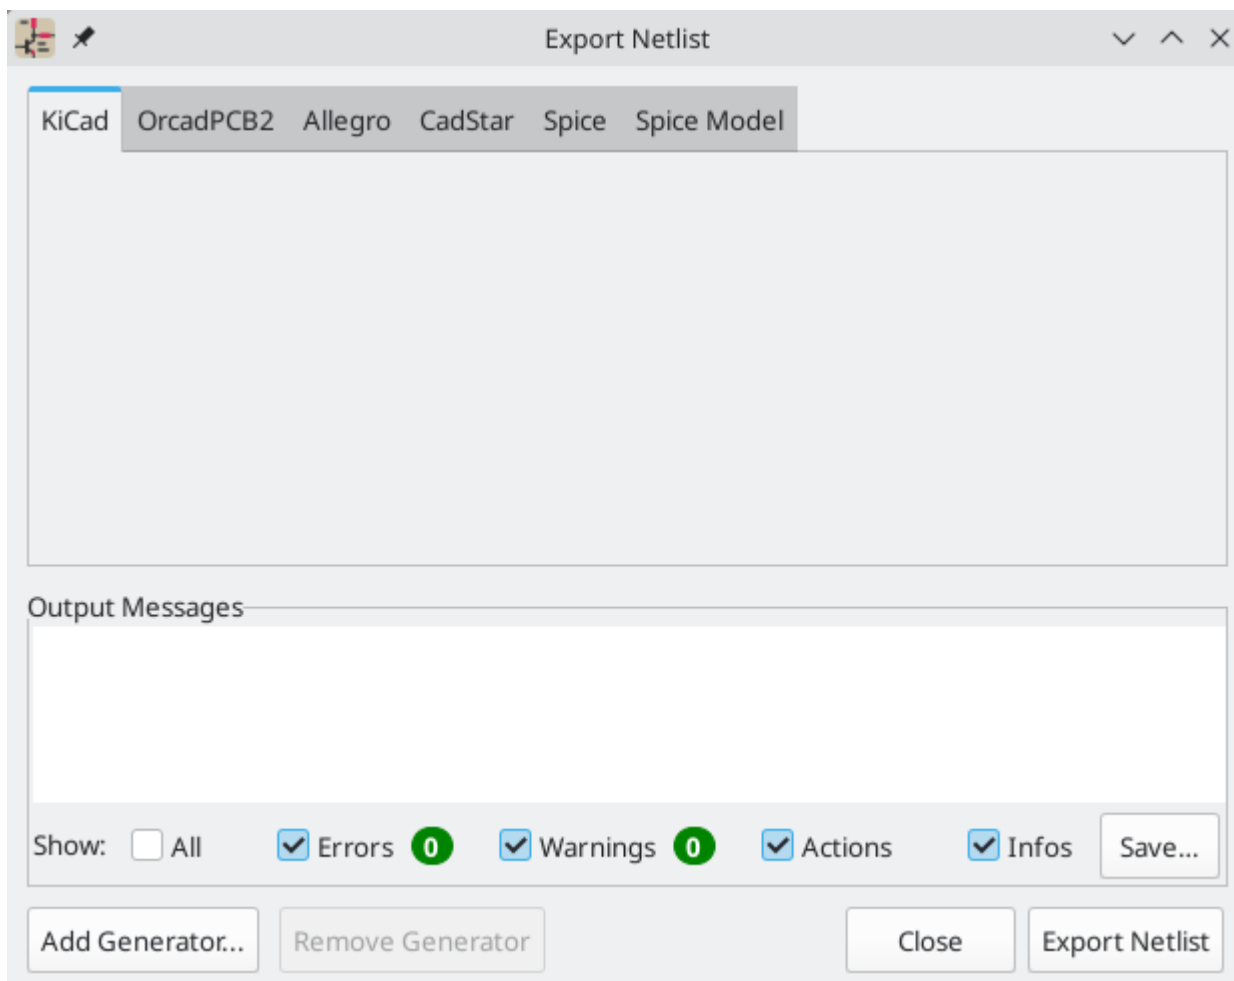 Export Netlist
KiCad OrcadPCB2 Allegro CadStar Spice Spice Model
Output Messages
Show: All Errors 0 Warnings 0 Actions Infos Save...
Add Generator... Remove Generator Close Export Netlist